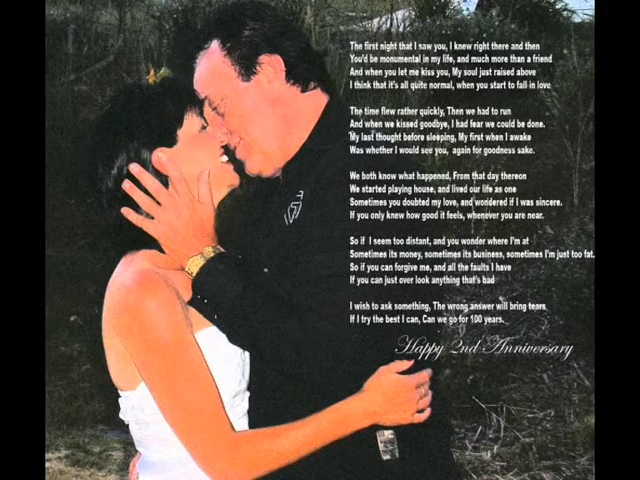 The first night that I saw you, I knew right there and then
You'd be monumental in my life, and much more than a friend
And when you let me kiss you, My soul just raised above
I think that it's all quite normal, when you start to fall in love
The time flew rather quickly, Then we had to run
And when we kissed goodbye, I had fear we could be done.
My last thought before sleeping, My first when I awake
Was whether I would see you, again for goodness sake.
We both know what happened, From that day thereon
We started playing house, and lived our life as one
Sometimes you doubted my love, and wondered if I was sincere.
If you only knew how good it feels, whenever you are near.
So if I seem too distant, and you wonder where I'm at
Sometimes its money, sometimes its business, sometimes I'm just too fat.
So if you can forgive me, and all the faults I have
If you can just over look anything that's bad
I wish to ask something, The wrong answer will bring tears
If I try the best I can, Can we go for 100 years.
Happy 2nd Anniversary